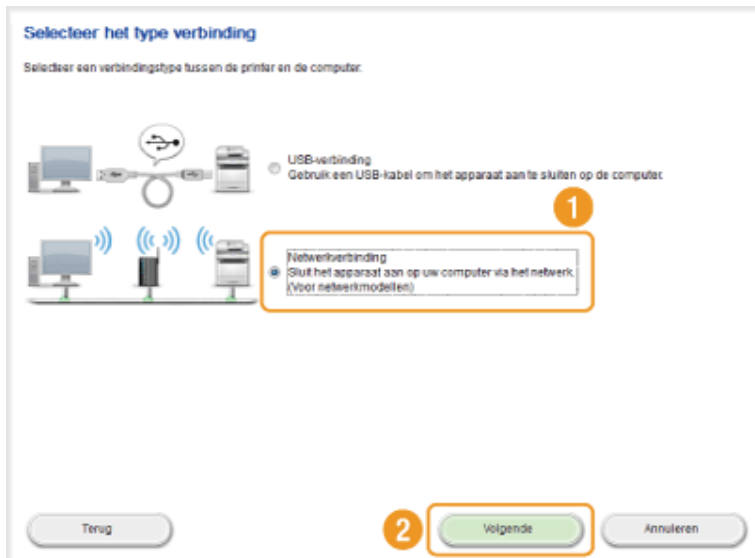 Selecteer het type verbinding
Selecteer een verbindingstype tussen de printer en de computer.
USB-verbinding
Gebruik een USB-kabel om het apparaat aan te sluiten op de computer.
1
Netwerkverbinding
Sluit het apparaat aan op uw computer via het netwerk.
(Voor netwerkmodellen)
Terug
2
Volgende
Annuleren